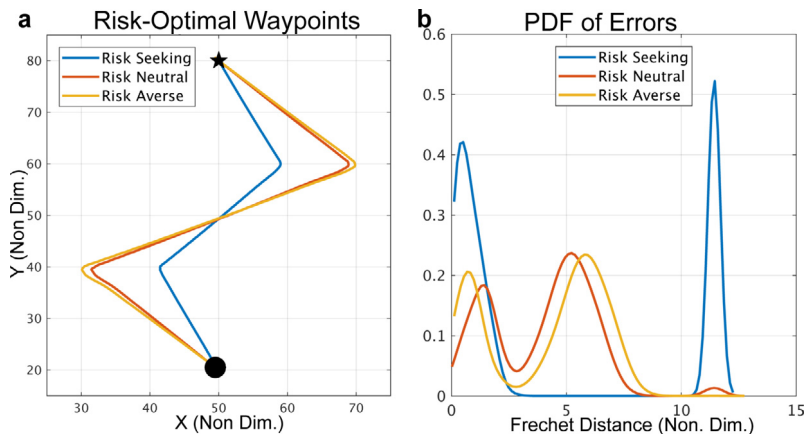 a
Risk-Optimal Waypoints
Risk Seeking
Risk Neutral
Risk Averse
80
70
60
50
40
30
20
Y (Non Dim.)
30
40
50
60
70
X (Non Dim.)
b
PDF of Errors
Risk Seeking
Risk Neutral
Risk Averse
0.6
0.5
0.4
0.3
0.2
0.1
0
0
5
10
15
Frechet Distance (Non. Dim.)